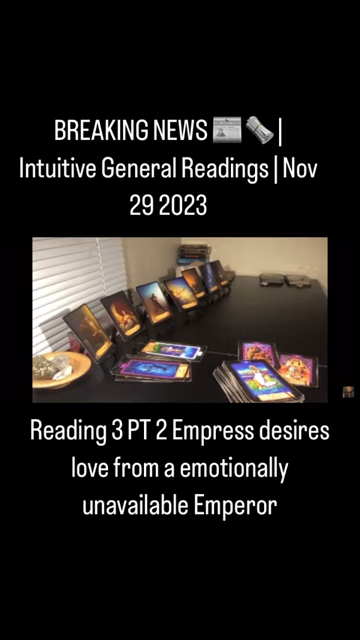 BREAKING NEWS 📰🗞️ |
Intuitive General Readings | Nov
29 2023
Reading 3 PT 2 Empress desires
love from a emotionally
unavailable Emperor